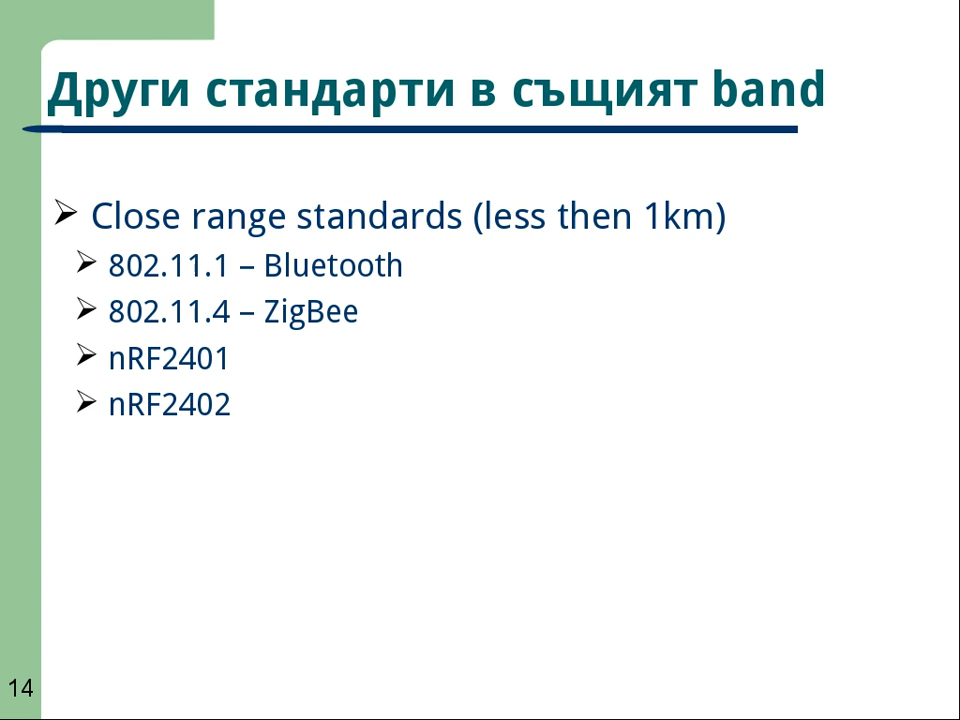 Други стандарти в същият band
Close range standards (less then 1km)
802.11.1 – Bluetooth
802.11.4 – ZigBee
nRF2401
nRF2402
14